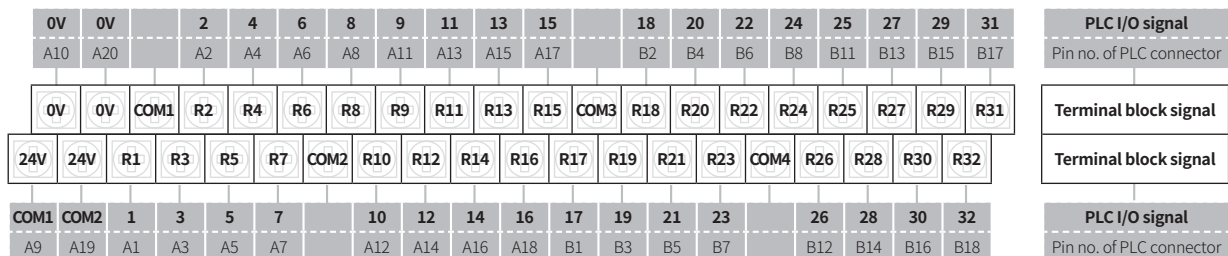 0V 0V 2 4 6 8 9 11 13 15 18 20 22 24 25 27 29 31 PLC I/O signal
A10 A20 A2 A4 A6 A8 A11 A13 A15 A17 B2 B4 B6 B8 B11 B13 B15 B17 Pin no. of PLC connector
0V 0V COM1 R2 R4 R6 R8 R9 R11 R13 R15 COM3 R18 R20 R22 R24 R25 R27 R29 R31 Terminal block signal
24V 24V R1 R3 R5 R7 COM2 R10 R12 R14 R16 R17 R19 R21 R23 COM4 R26 R28 R30 R32 Terminal block signal
COM1 COM2 1 3 5 7 10 12 14 16 17 19 21 23 26 28 30 32 PLC I/O signal
A9 A19 A1 A3 A5 A7 A12 A14 A16 A18 B1 B3 B5 B7 B12 B14 B16 B18 Pin no. of PLC connector